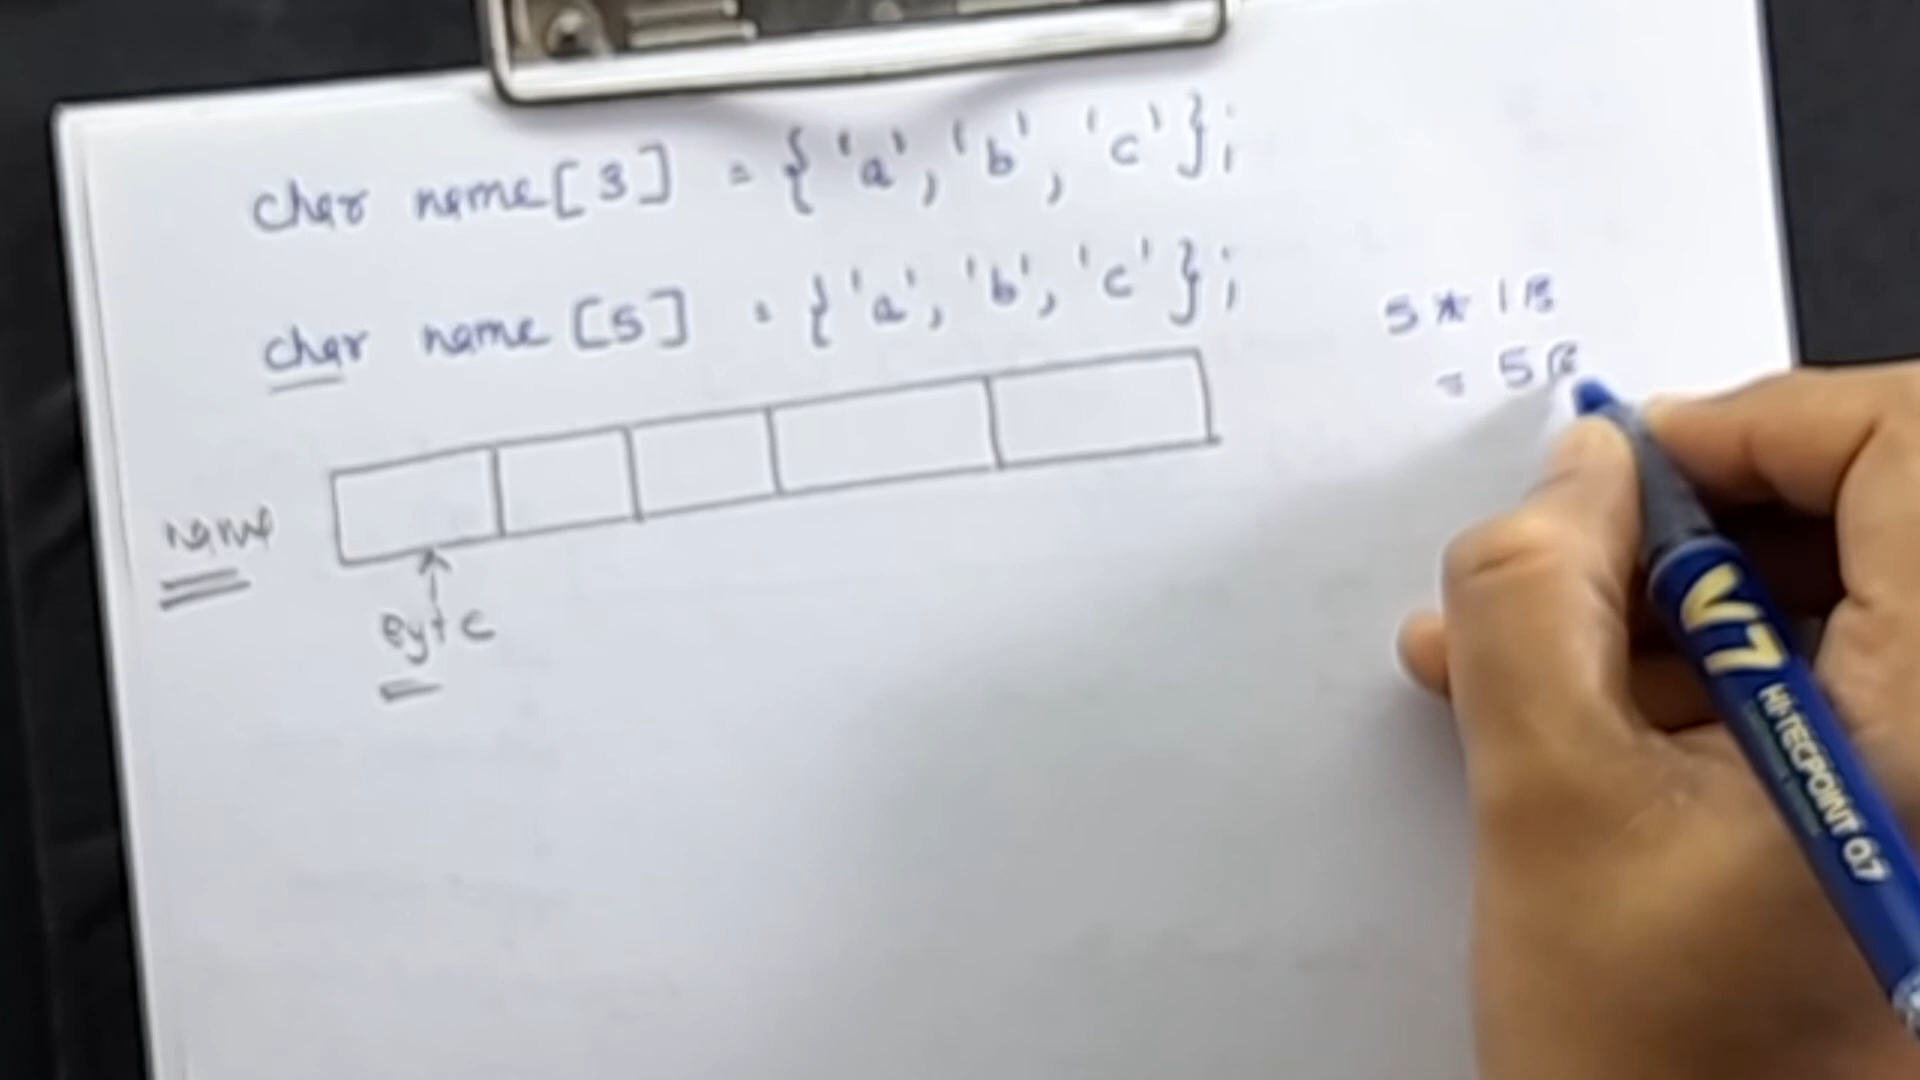 char name[3] = {'a', 'b', 'c'};
char name[5] = {'a', 'b', 'c'};
5 * 1B
= 5B
name
Byte
V7
HI-TECPOINT 0.7